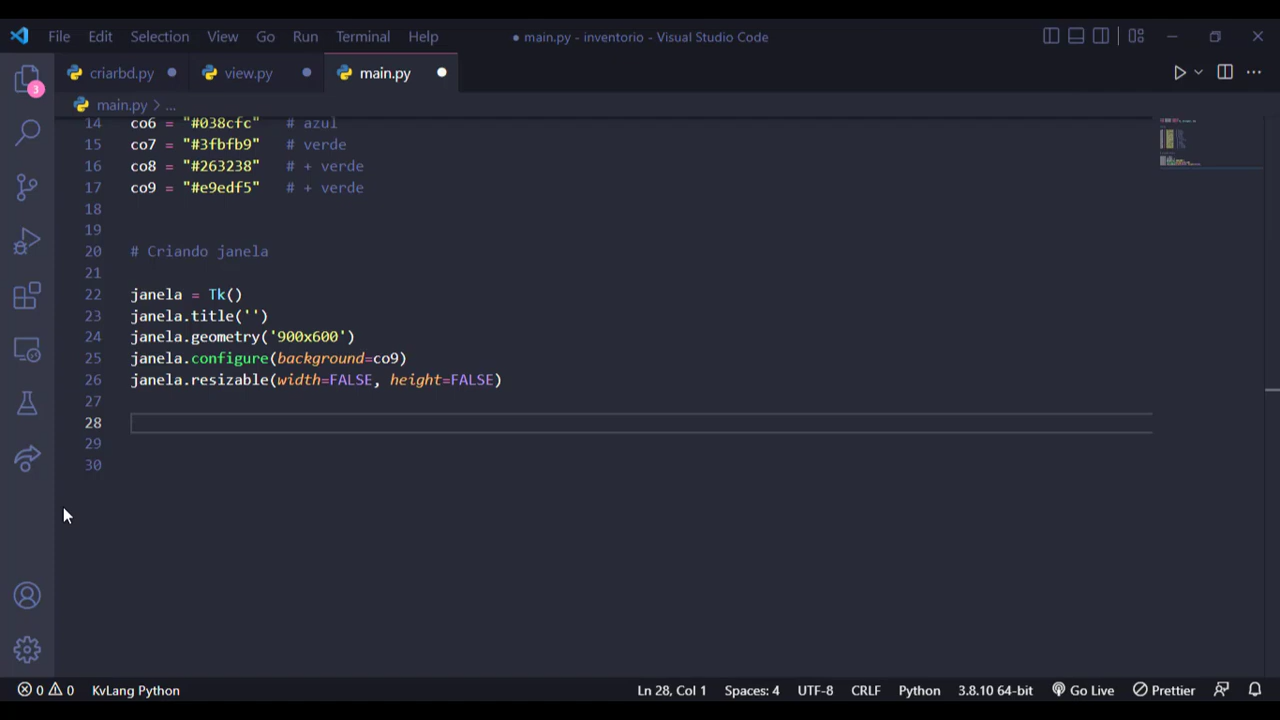 File Edit Selection View Go Run Terminal Help ● main.py - inventorio - Visual Studio Code
criarbd.py view.py main.py
3
main.py > ...
14 co6 = "#038cfc" # azul
15 co7 = "#3fbfb9" # verde
16 co8 = "#263238" # + verde
17 co9 = "#e9edf5" # + verde
18
19
20 # Criando janela
21
22 janela = Tk()
23 janela.title('')
24 janela.geometry('900x600')
25 janela.configure(background=co9)
26 janela.resizable(width=FALSE, height=FALSE)
27
28
29
30
0 0 KvLang Python Ln 28, Col 1 Spaces: 4 UTF-8 CRLF Python 3.8.10 64-bit Go Live Prettier